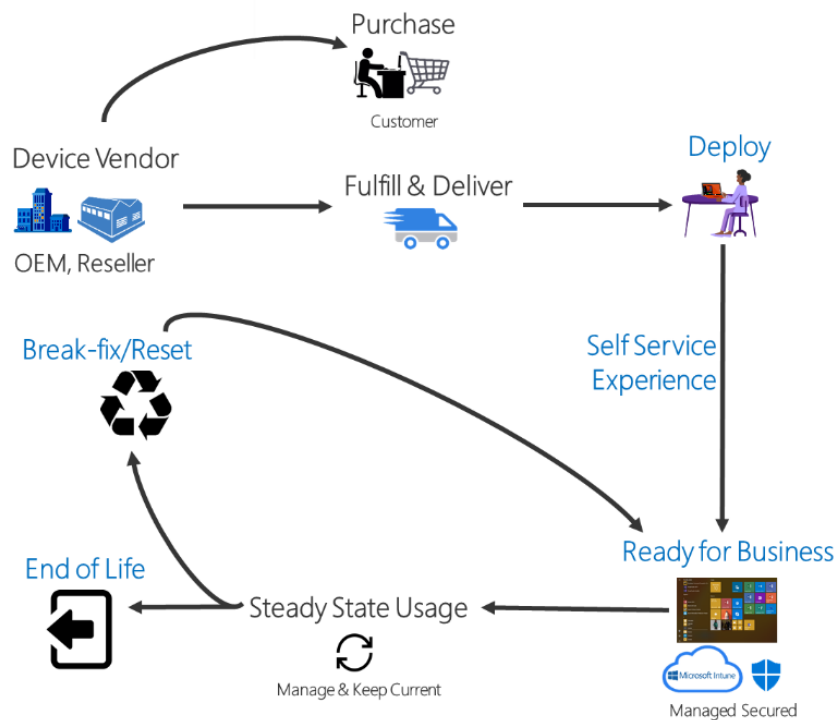 Purchase
Customer
Device Vendor
OEM, Reseller
Fulfill & Deliver
Deploy
Self Service
Experience
Break-fix/Reset
Ready for Business
Microsoft Intune
Managed Secured
Steady State Usage
Manage & Keep Current
End of Life